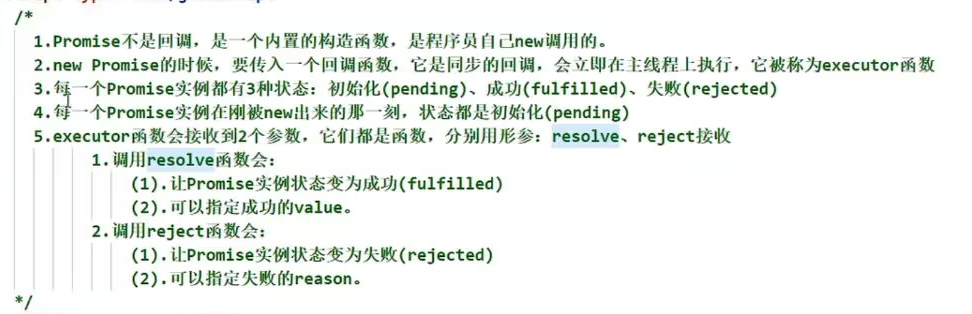 /*
1.Promise不是回调，是一个内置的构造函数，是程序员自己new调用的。
2.new Promise的时候，要传入一个回调函数，它是同步的回调，会立即在主线程上执行，它被称为executor函数
3.每一个Promise实例都有3种状态：初始化(pending)、成功(fulfilled)、失败(rejected)
4.每一个Promise实例在刚被new出来的那一刻，状态都是初始化(pending)
5.executor函数会接收到2个参数，它们都是函数，分别用形参：resolve、reject接收
1.调用resolve函数会：
(1).让Promise实例状态变为成功(fulfilled)
(2).可以指定成功的value。
2.调用reject函数会：
(1).让Promise实例状态变为失败(rejected)
(2).可以指定失败的reason。
*/